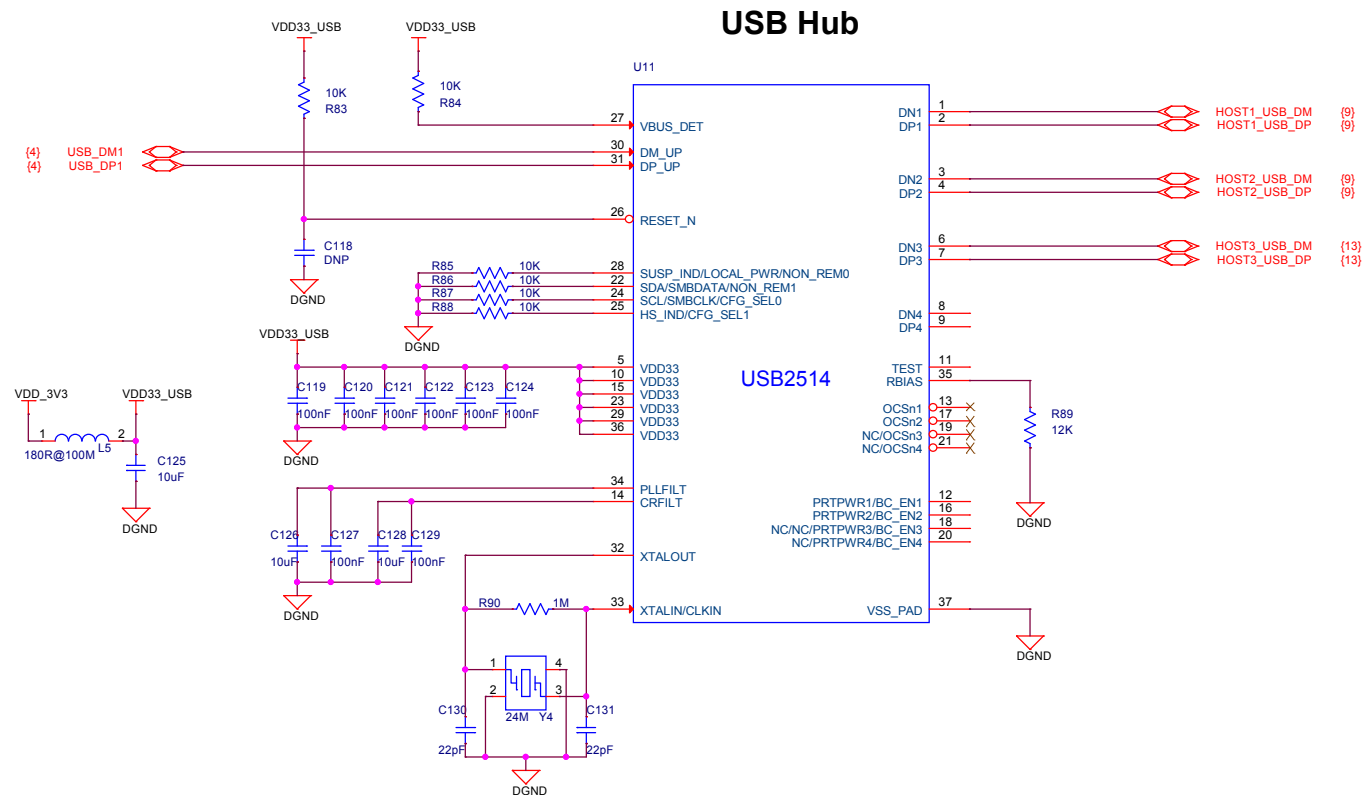 USB Hub
VDD33_USB
VDD33_USB
U11
10K
R83
10K
R84
27
VBUS_DET
{4} USB_DM1
30
DM_UP
{4} USB_DP1
31
DP_UP
26
RESET_N
C118
DNP
DGND
R85 10K 28 SUSP_IND/LOCAL_PWR/NON_REM0
R86 10K 22 SDA/SMBDATA/NON_REM1
R87 10K 24 SCL/SMBCLK/CFG_SEL0
R88 10K 25 HS_IND/CFG_SEL1
DGND
VDD33_USB
5 VDD33
10 VDD33
15 VDD33
23 VDD33
29 VDD33
36 VDD33
C119 C120 C121 C122 C123 C124
100nF 100nF 100nF 100nF 100nF 100nF
DGND
VDD_3V3
VDD33_USB
1 2
180R@100M L5
C125
10uF
DGND
34 PLLFILT
14 CRFILT
C126 C127 C128 C129
10uF 100nF 10uF 100nF
DGND
32 XTALOUT
R90 1M
33 XTALIN/CLKIN
1 4
2 3
24M Y4
C130
22pF
C131
22pF
DGND
USB2514
DN1 1 HOST1_USB_DM {9}
DP1 2 HOST1_USB_DP {9}
DN2 3 HOST2_USB_DM {9}
DP2 4 HOST2_USB_DP {9}
DN3 6 HOST3_USB_DM {13}
DP3 7 HOST3_USB_DP {13}
DN4 8
DP4 9
TEST 11
RBIAS 35
R89
12K
DGND
OCSn1 13
OCSn2 17
NC/OCSn3 19
NC/OCSn4 21
PRTPWR1/BC_EN1 12
PRTPWR2/BC_EN2 16
NC/NC/PRTPWR3/BC_EN3 18
NC/PRTPWR4/BC_EN4 20
VSS_PAD 37
DGND